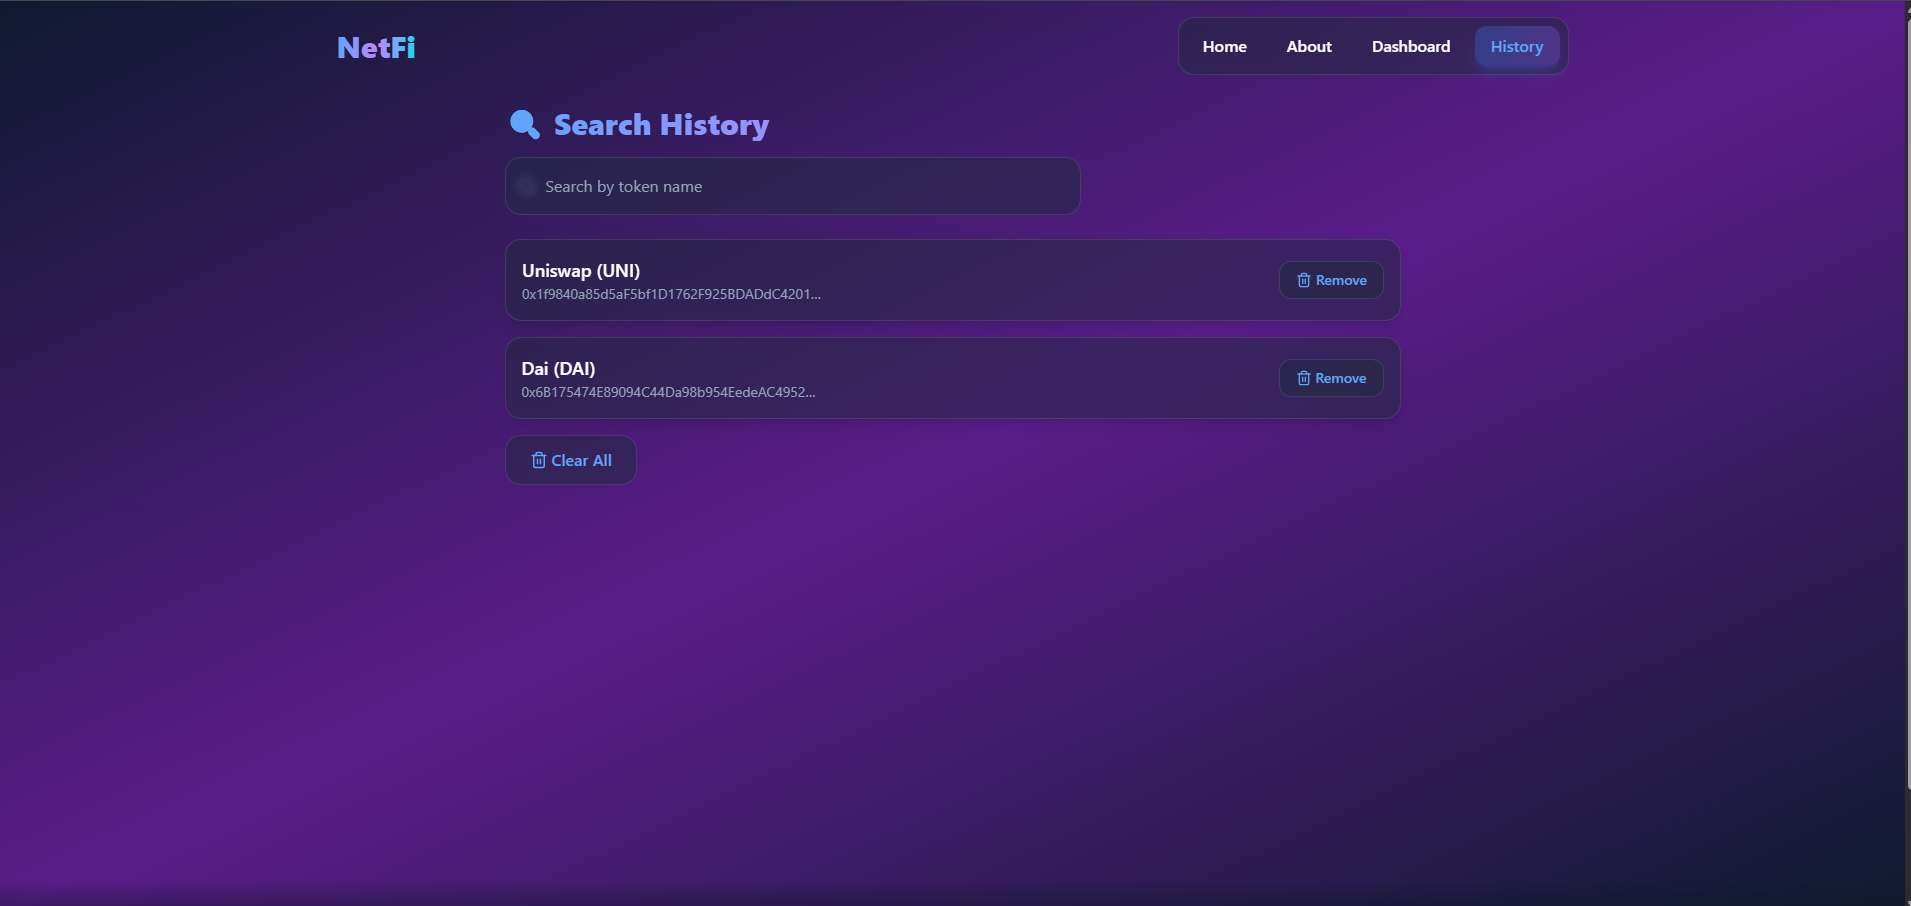 NetFi
Home About Dashboard History
Search History
Search by token name
Uniswap (UNI)
0x1f9840a85d5aF5bf1D1762F925BDADdC4201...
Remove
Dai (DAI)
0x6B175474E89094C44Da98b954EedeAC4952...
Remove
Clear All